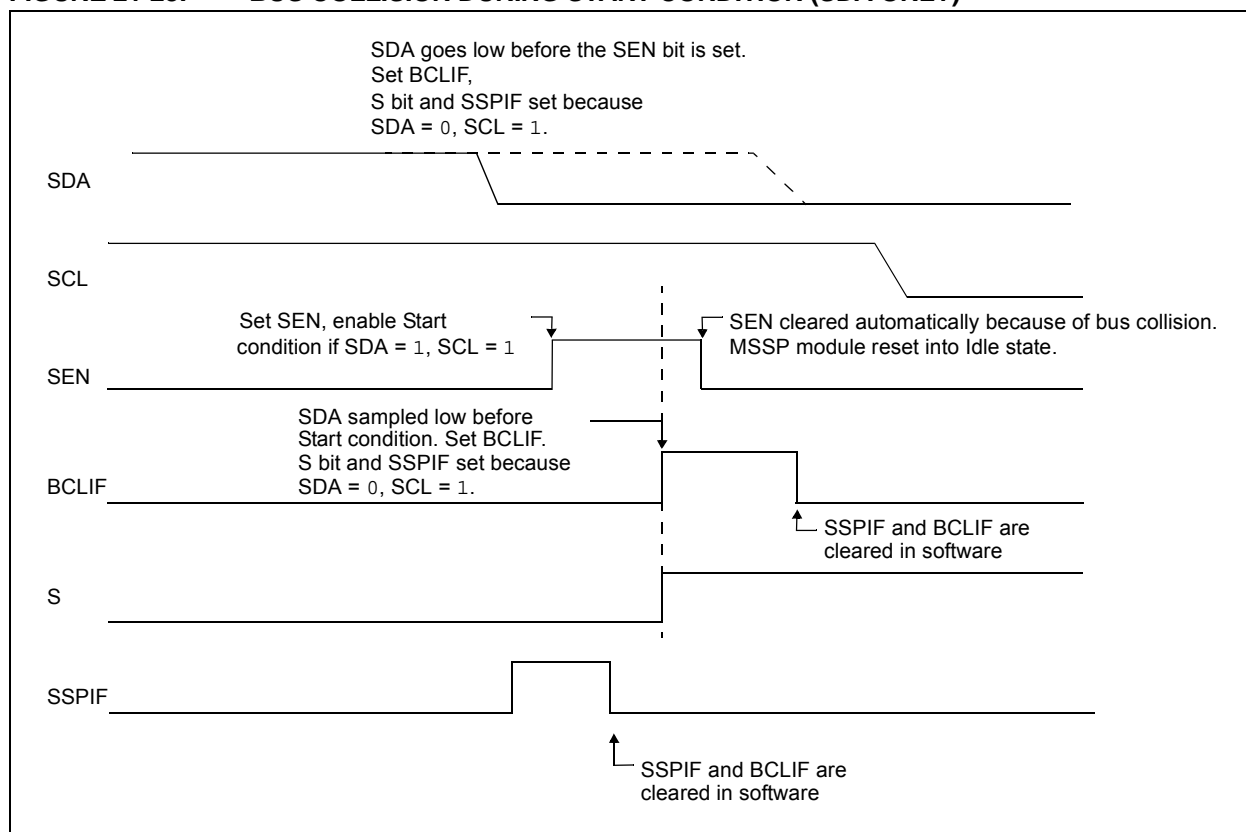 SDA goes low before the SEN bit is set.
Set BCLIF,
S bit and SSPIF set because
SDA = 0, SCL = 1.
SDA
SCL
Set SEN, enable Start
condition if SDA = 1, SCL = 1
SEN cleared automatically because of bus collision.
MSSP module reset into Idle state.
SEN
SDA sampled low before
Start condition. Set BCLIF.
S bit and SSPIF set because
SDA = 0, SCL = 1.
BCLIF
SSPIF and BCLIF are
cleared in software
S
SSPIF
SSPIF and BCLIF are
cleared in software